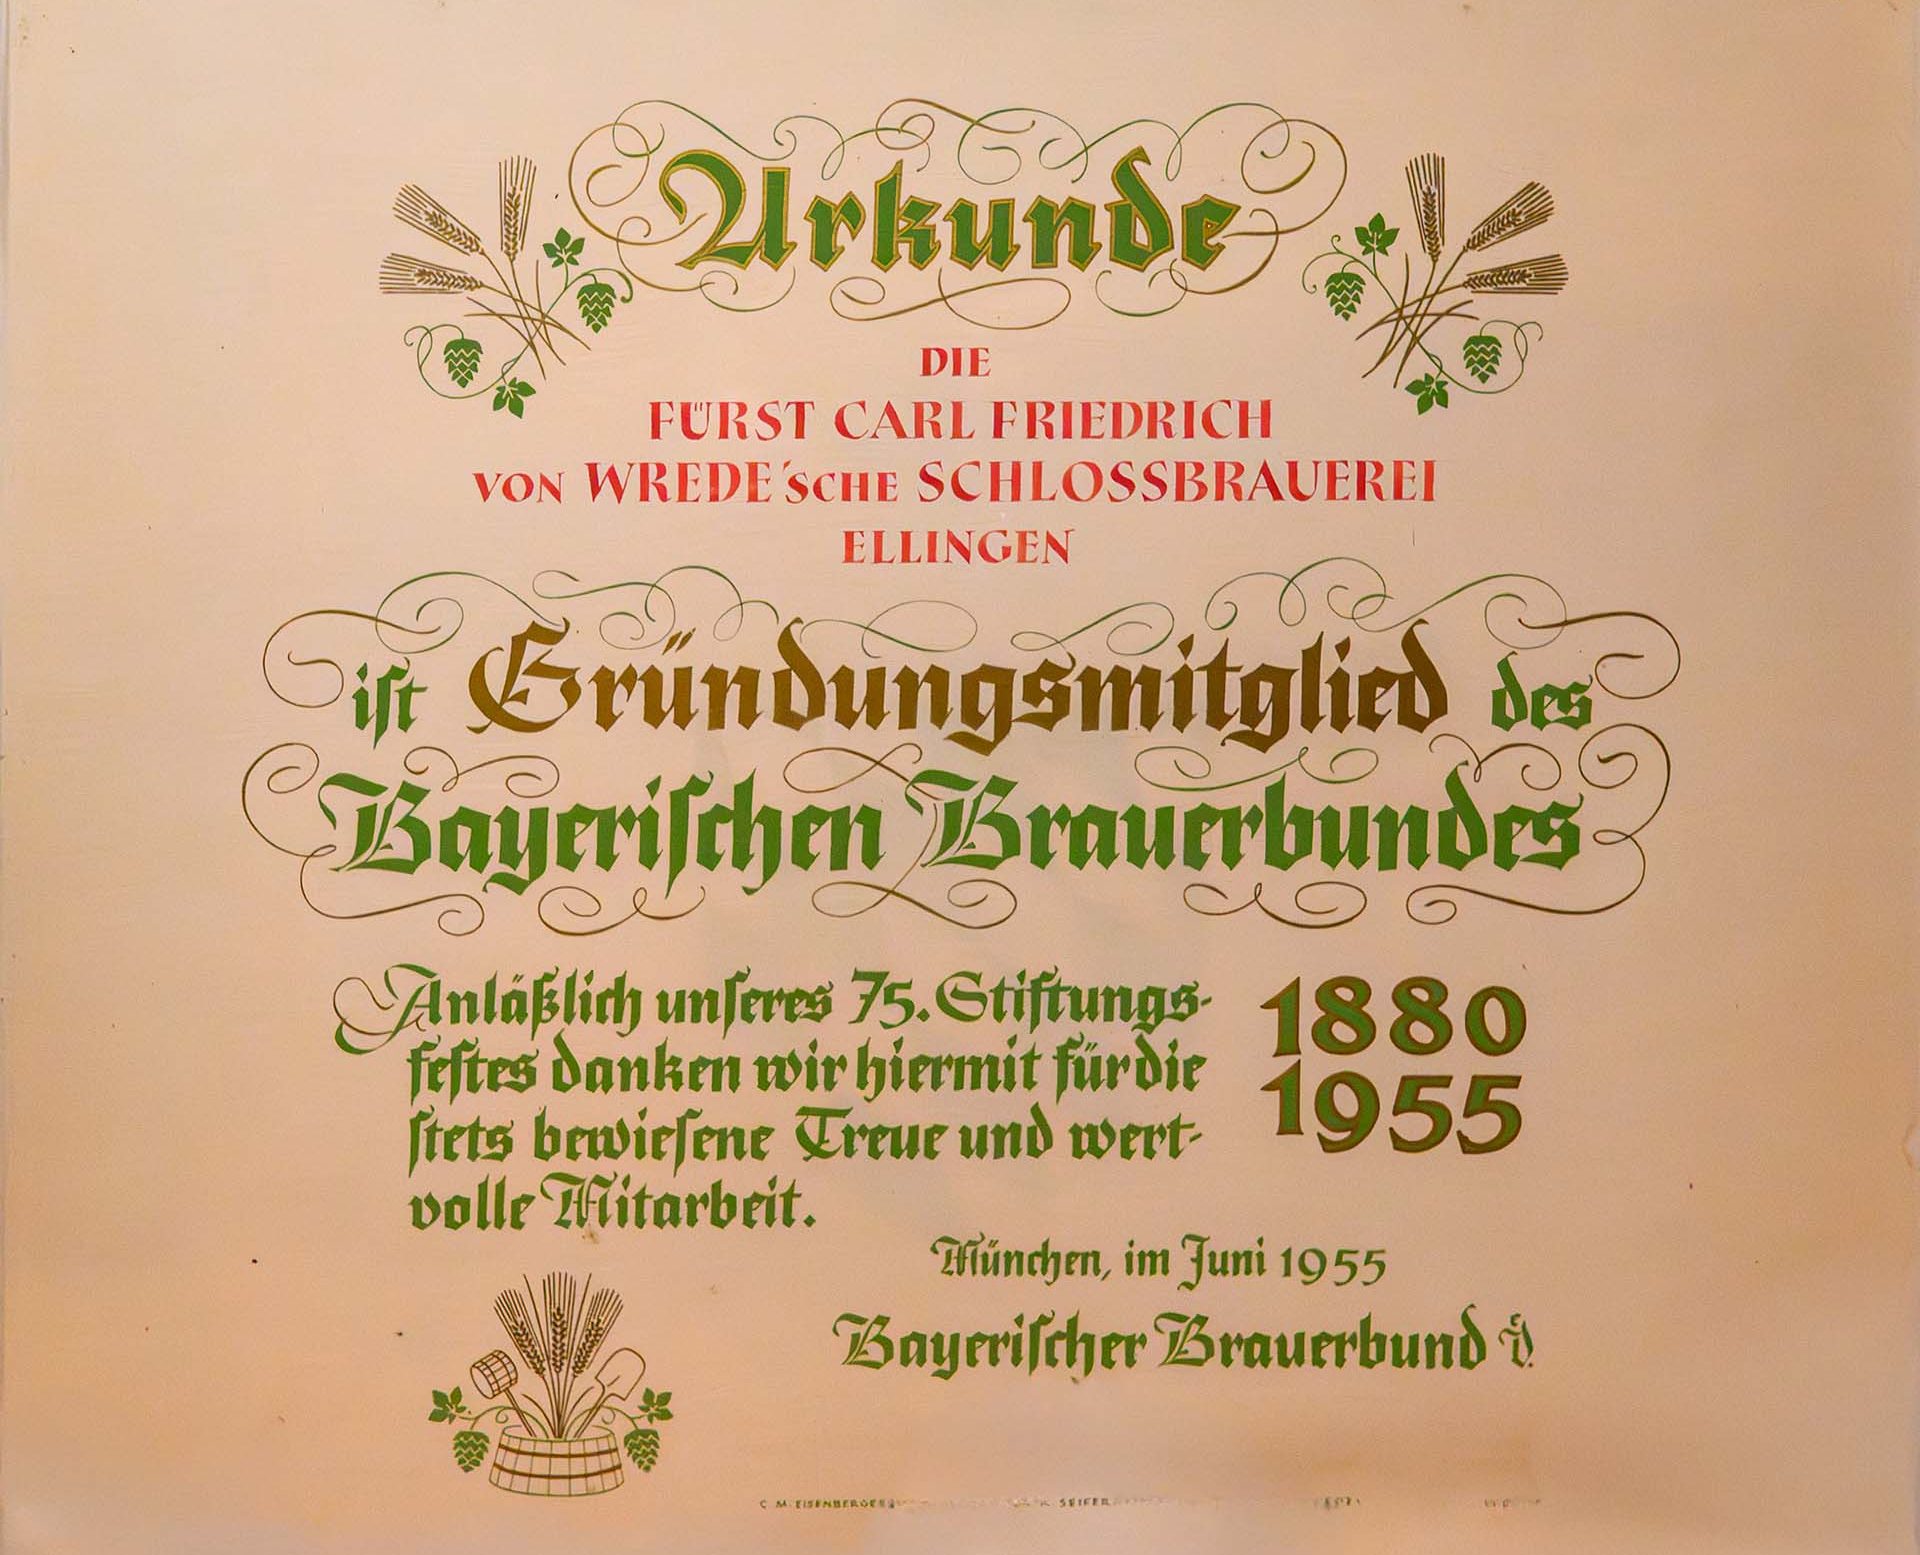 Urkunde
DIE
FÜRST CARL FRIEDRICH
VON WREDE'SCHE SCHLOSSBRAUEREI
ELLINGEN
iſt Gründungsmitglied des
Bayeriſchen Brauerbundes
Anläßlich unſeres 75. Stiftungs-
feſtes danken wir hiermit für die
ſtets bewieſene Treue und wert-
volle Mitarbeit.
1880
1955
München, im Juni 1955
Bayeriſcher Brauerbund e.V.
C. M. EISENBERGER SEIFER